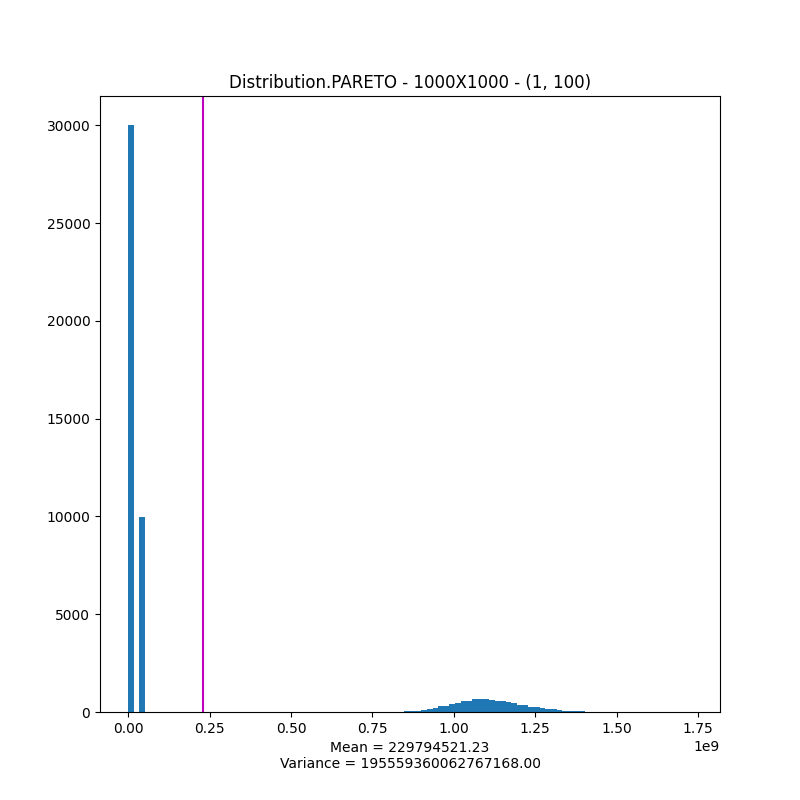 Distribution.PARETO - 1000X1000 - (1, 100)
30000
25000
20000
15000
10000
5000
0
0.00 0.25 0.50 0.75 1.00 1.25 1.50 1.75
1e9
Mean = 229794521.23
Variance = 195559360062767168.00